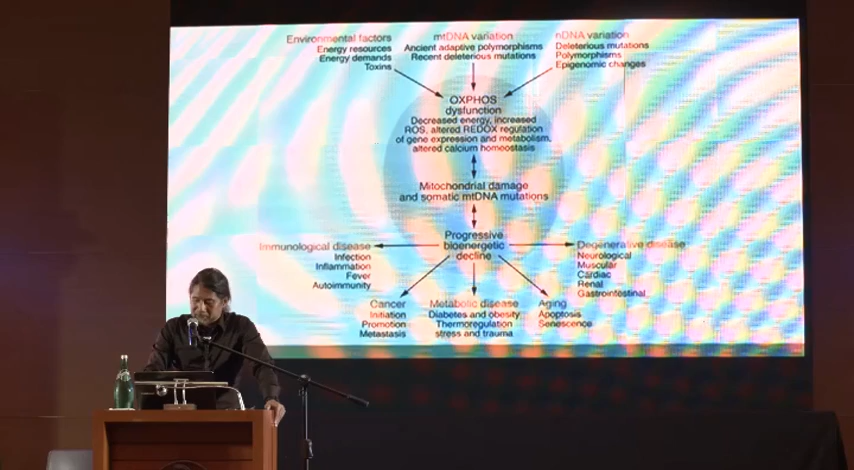 Environmental factors
Energy resources
Energy demands
Toxins
mtDNA variation
Ancient adaptive polymorphisms
Recent deleterious mutations
nDNA variation
Deleterious mutations
Polymorphisms
Epigenomic changes
OXPHOS
dysfunction
Decreased energy, increased
ROS, altered REDOX regulation
of gene expression and metabolism,
altered calcium homeostasis
Mitochondrial damage
and somatic mtDNA mutations
Progressive
bioenergetic
decline
Immunological disease
Infection
Inflammation
Fever
Autoimmunity
Degenerative disease
Neurological
Muscular
Cardiac
Renal
Gastrointestinal
Cancer
Initiation
Promotion
Metastasis
Metabolic disease
Diabetes and obesity
Thermoregulation
stress and trauma
Aging
Apoptosis
Senescence